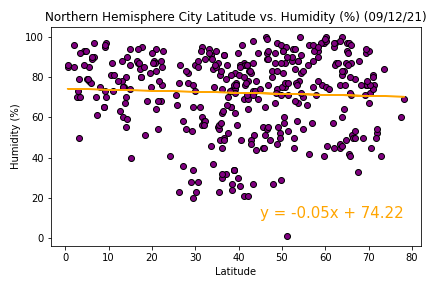 Northern Hemisphere City Latitude vs. Humidity (%) (09/12/21)
100
80
60
40
20
0
Humidity (%)
y = -0.05x + 74.22
0 10 20 30 40 50 60 70 80
Latitude